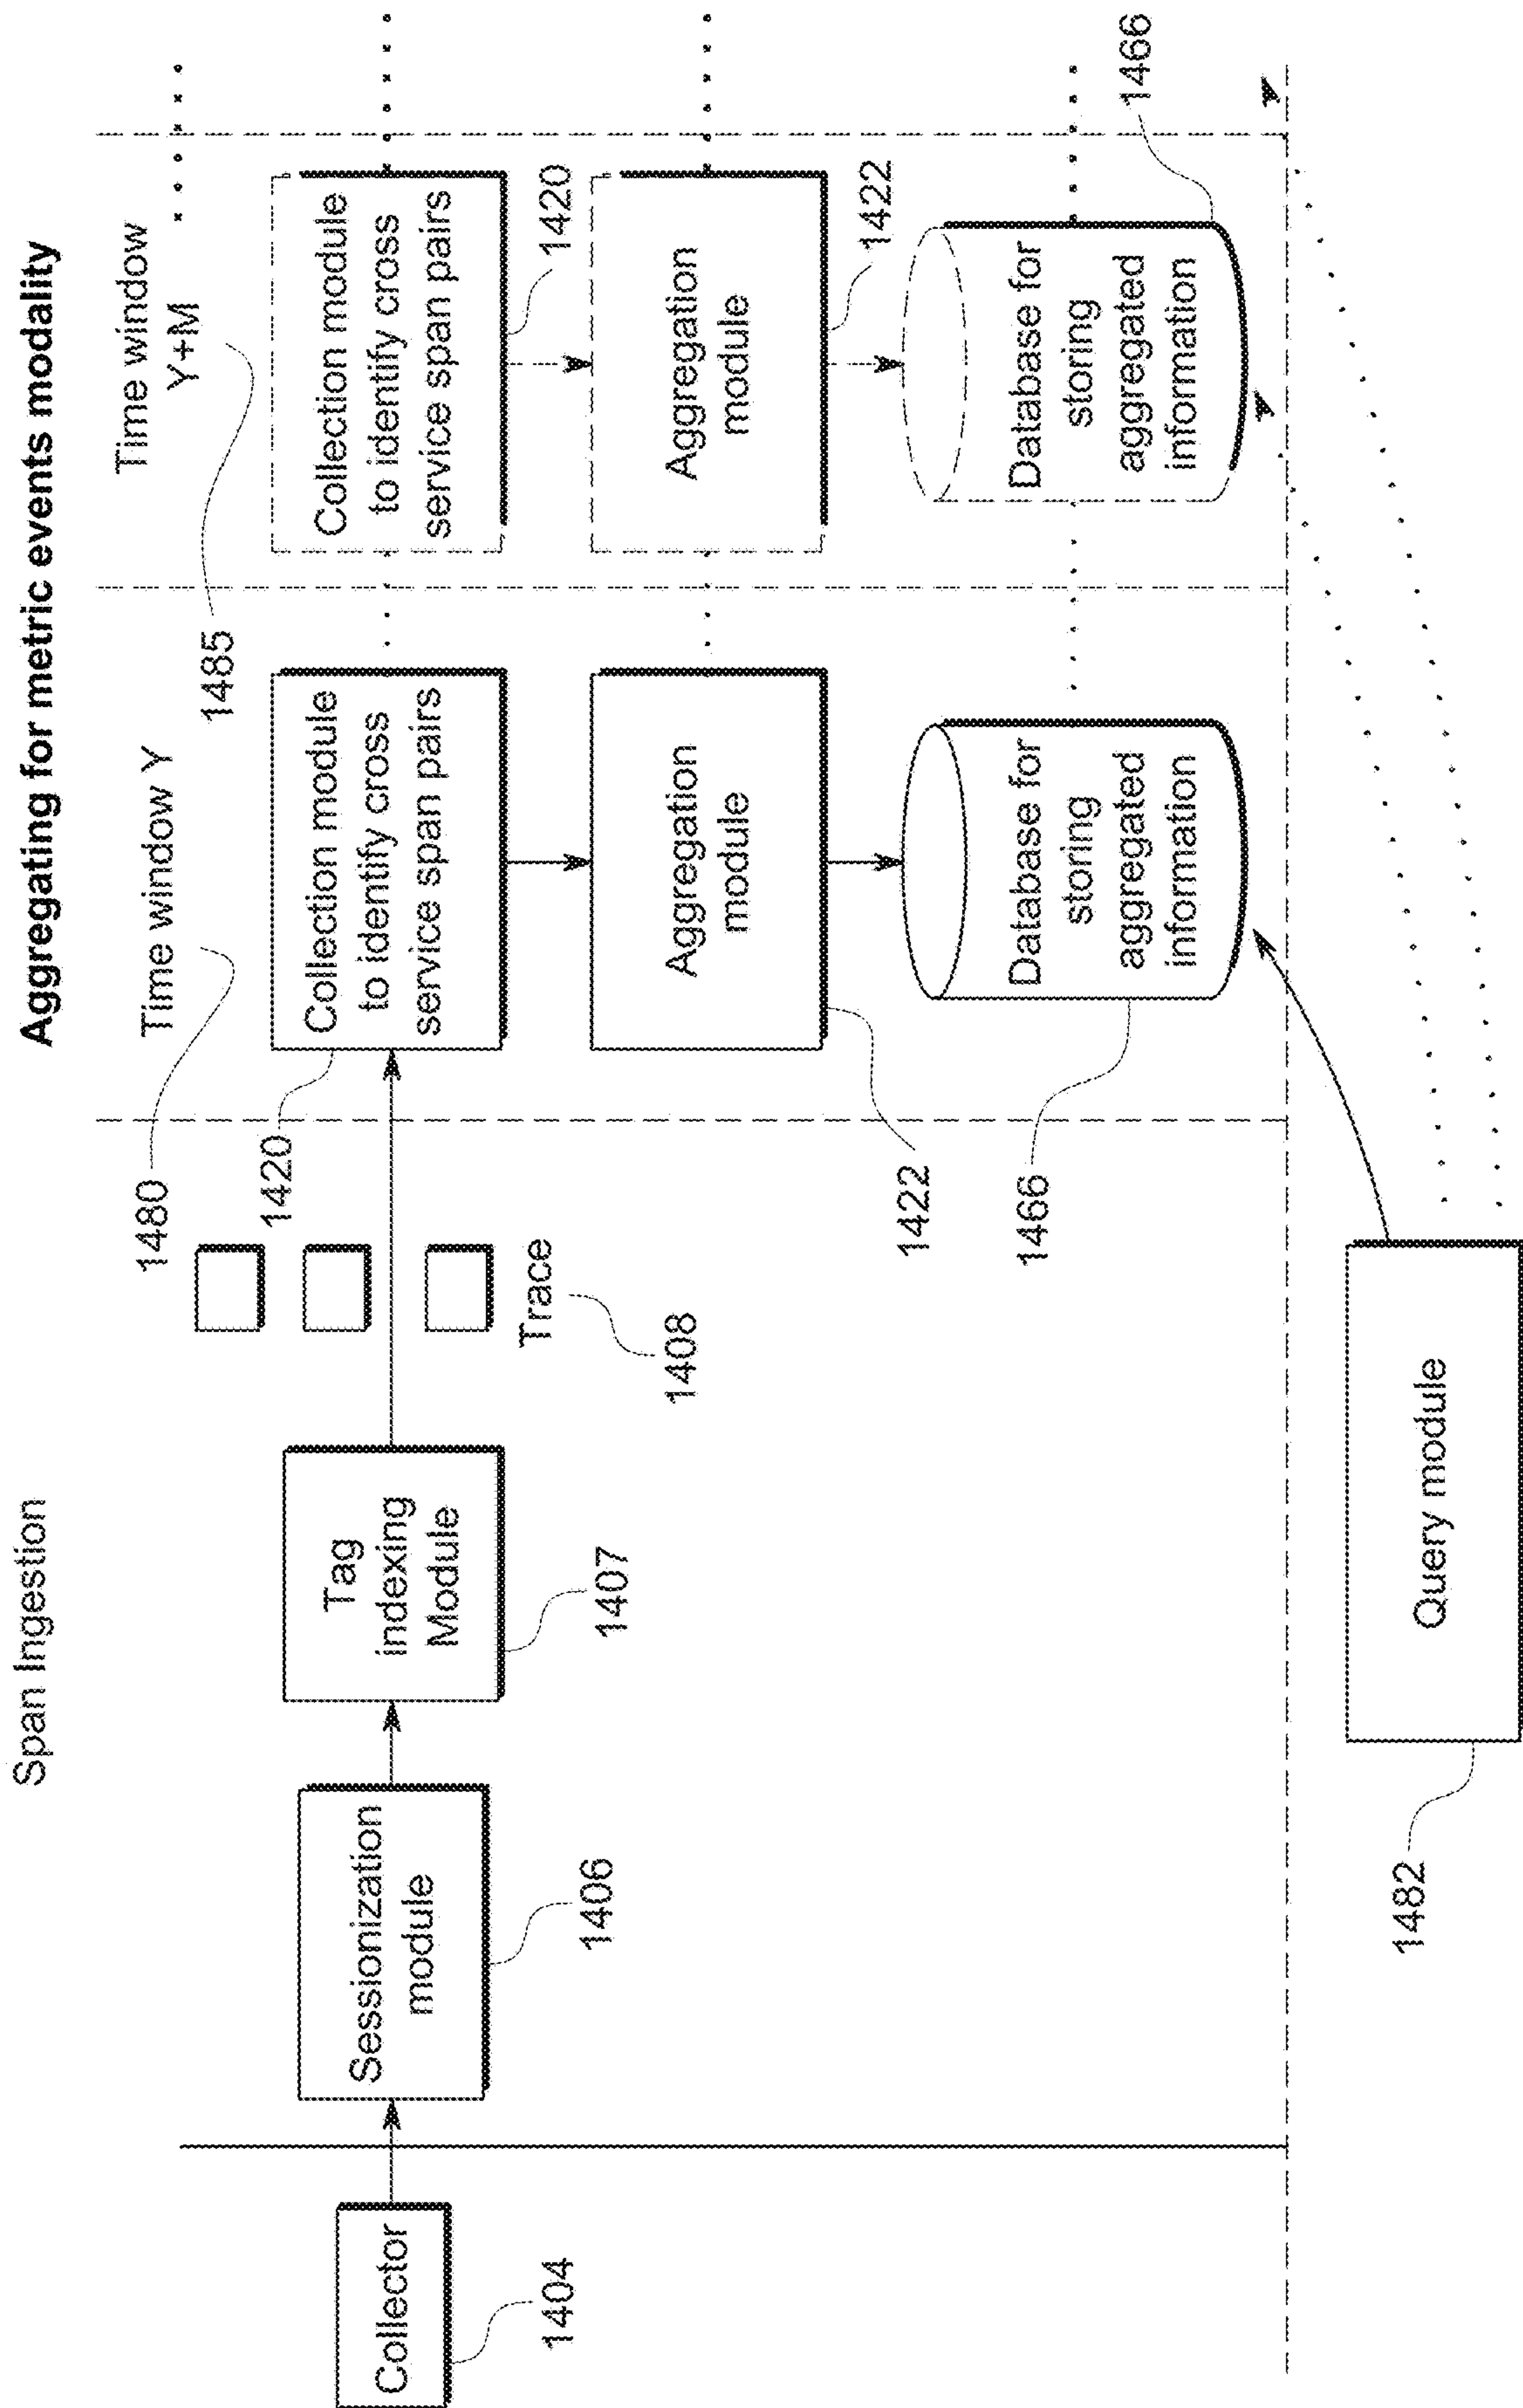 Span Ingestion
Aggregating for metric events modality
Time window Y
Time window
Y+M
1480
1485
Collector
1404
Sessionization
module
1406
Tag
indexing
Module
1407
Trace
1408
1420
Collection module
to identify cross
service span pairs
Collection module
to identify cross
service span pairs
1420
Aggregation
module
1422
Aggregation
module
1422
Database for
storing
aggregated
information
1466
Database for
storing
aggregated
information
1466
Query module
1482